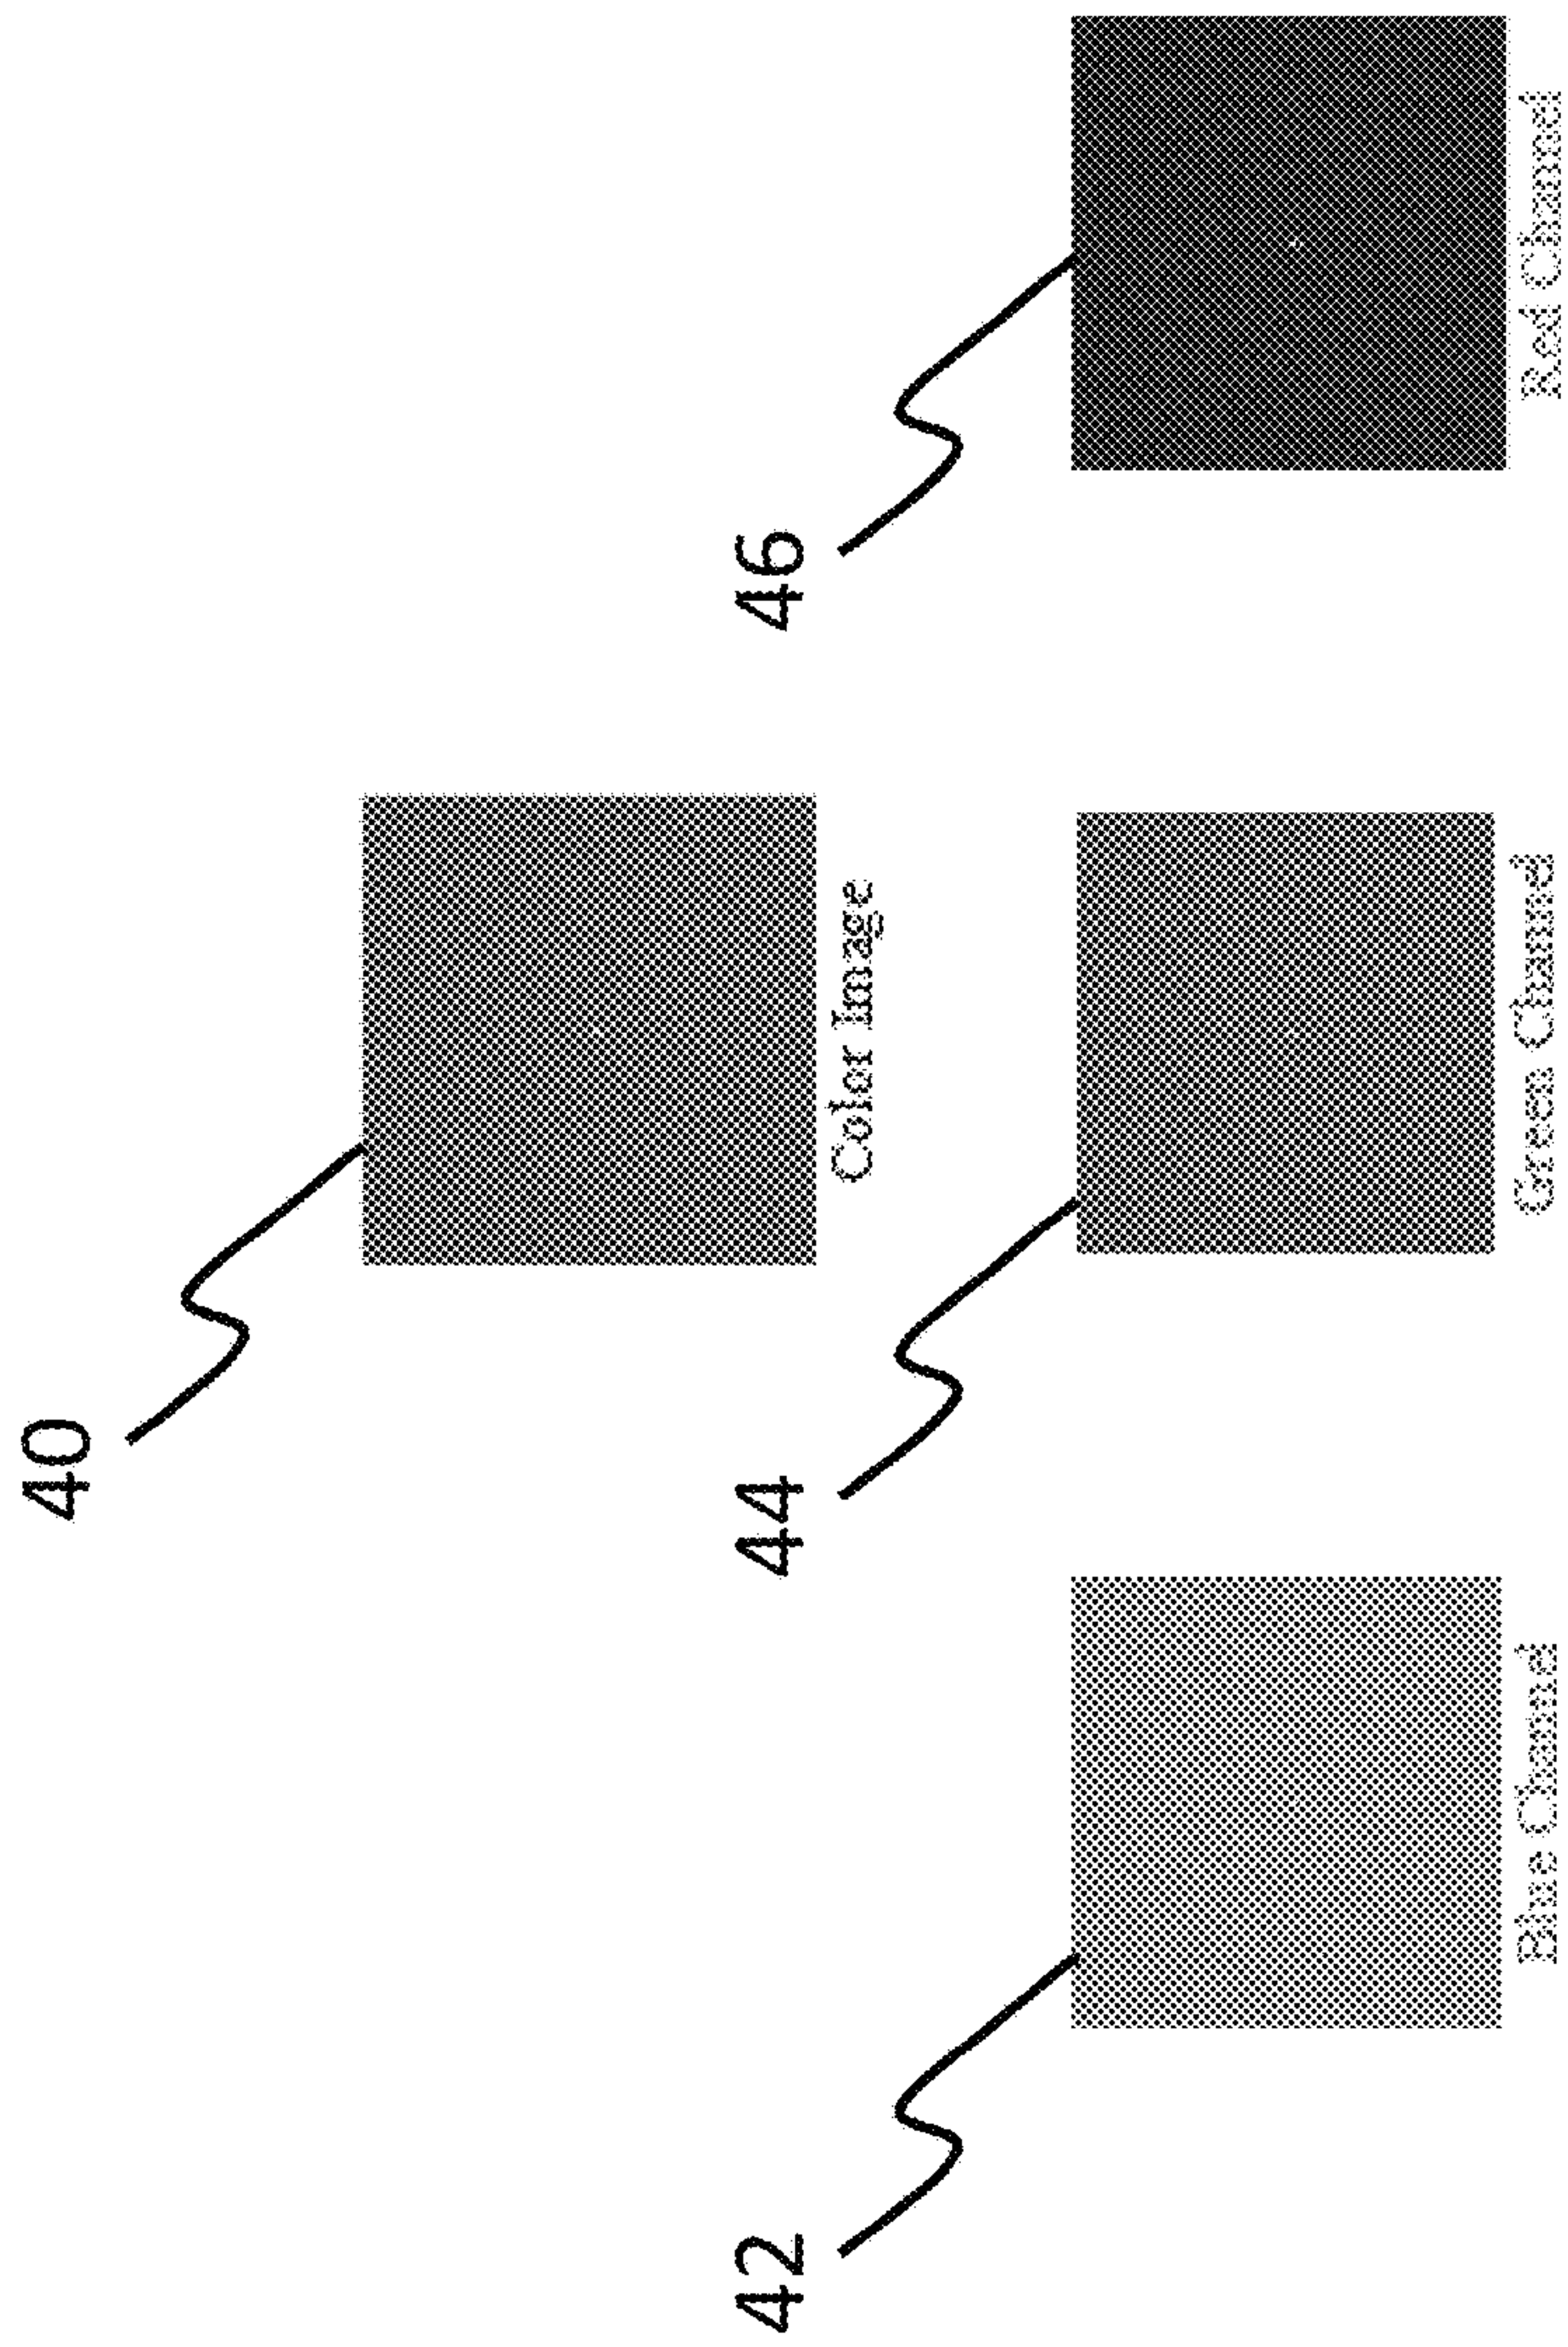 40
Color Image
42
44
46
Blue Channel
Green Channel
Red Channel